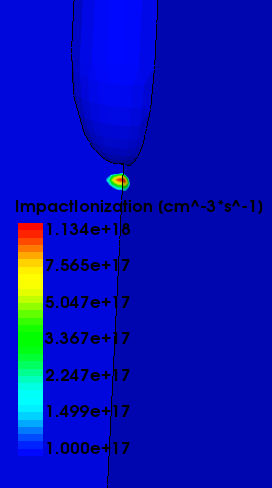 ImpactIonization (cm^-3*s^-1)
1.134e+18
7.565e+17
5.047e+17
3.367e+17
2.247e+17
1.499e+17
1.000e+17